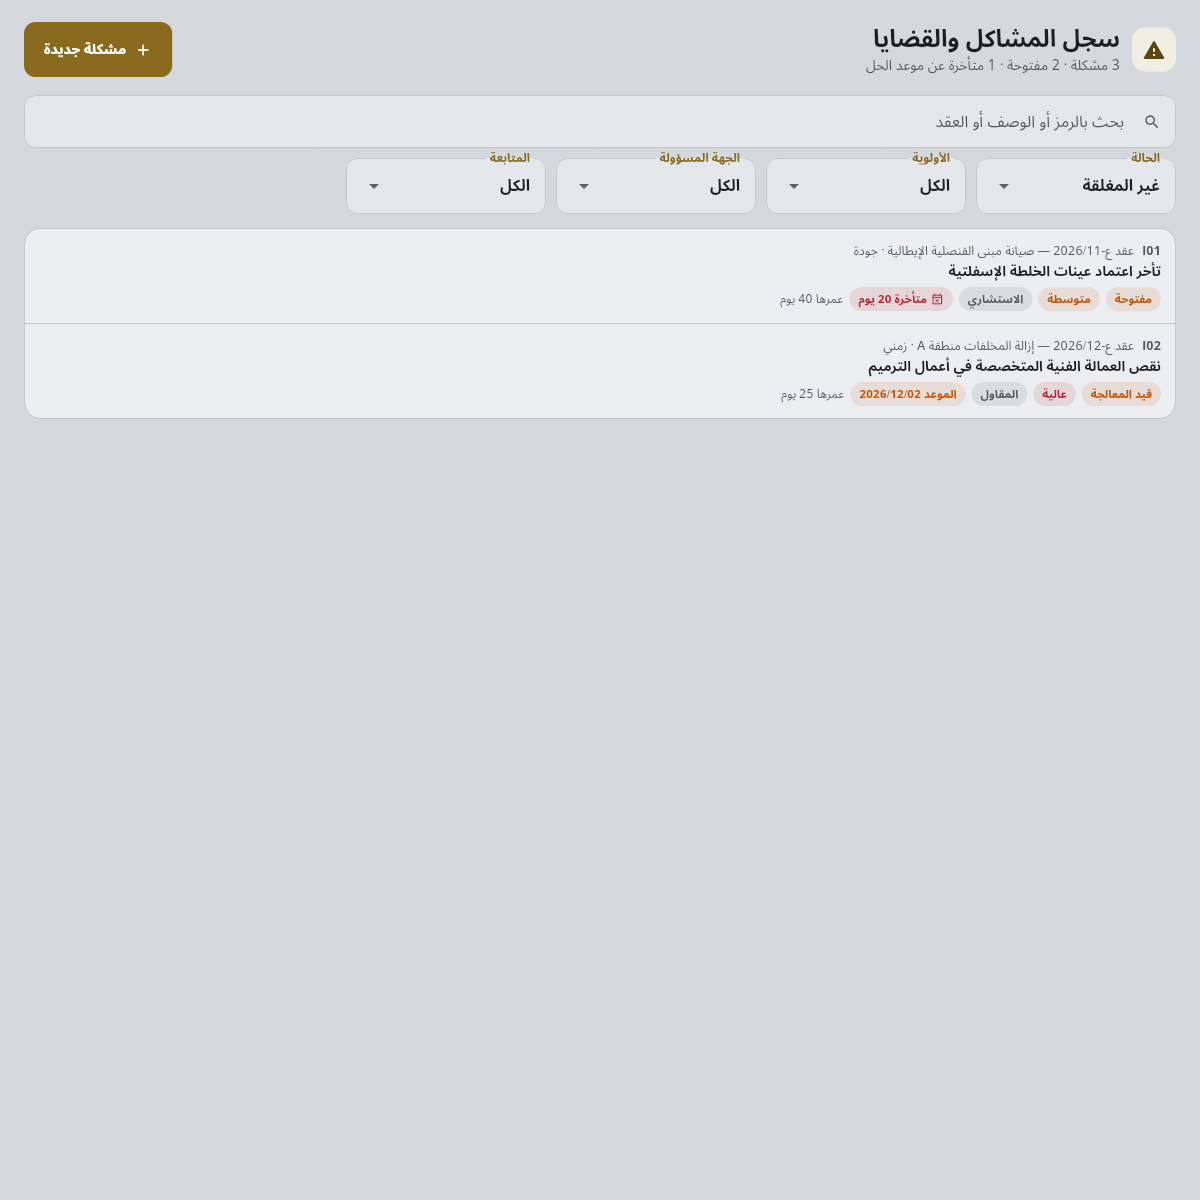 سجل المشاكل والقضايا
3 مشكلة · 2 مفتوحة · 1 متأخرة عن موعد الحل
مشكلة جديدة
بحث بالرمز أو الوصف أو العقد
الحالة
غير المغلقة
الأولوية
الكل
الجهة المسؤولة
الكل
المتابعة
الكل
I01 عقد ع-2026/11 — صيانة مبنى القنصلية الإيطالية · جودة
تأخر اعتماد عينات الخلطة الإسفلتية
مفتوحة متوسطة الاستشاري متأخرة 20 يوم عمرها 40 يوم
I02 عقد ع-2026/12 — إزالة المخلفات منطقة A · زمني
نقص العمالة الفنية المتخصصة في أعمال الترميم
قيد المعالجة عالية المقاول الموعد 2026/12/02 عمرها 25 يوم